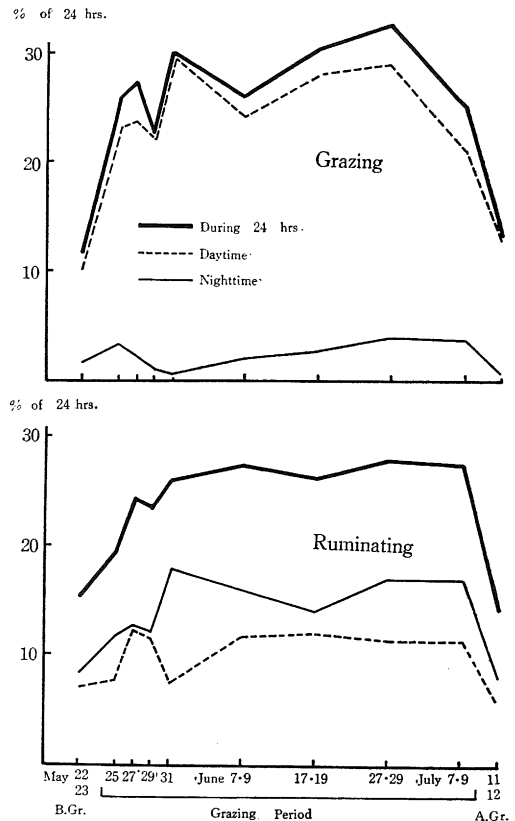 % of 24 hrs.
30
20
10
Grazing
During 24 hrs.
Daytime
Nighttime
% of 24 hrs.
30
20
10
Ruminating
May 22 25 27 29 31 June 7·9 17·19 27·29 July 7·9 11
23 12
B.Gr. Grazing Period A.Gr.